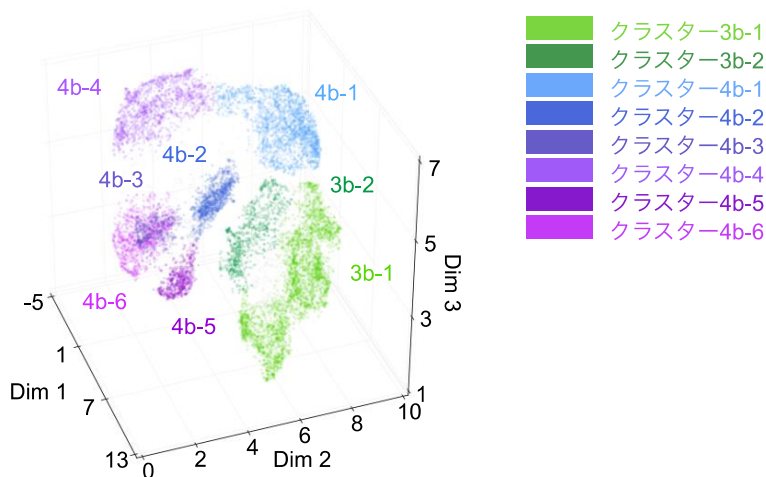 4b-4
4b-1
4b-2
4b-3
3b-2
3b-1
4b-6
4b-5
-5
1
7
13
Dim 1
0
2
4
6
8
10
Dim 2
7
5
3
1
Dim 3
クラスター3b-1
クラスター3b-2
クラスター4b-1
クラスター4b-2
クラスター4b-3
クラスター4b-4
クラスター4b-5
クラスター4b-6